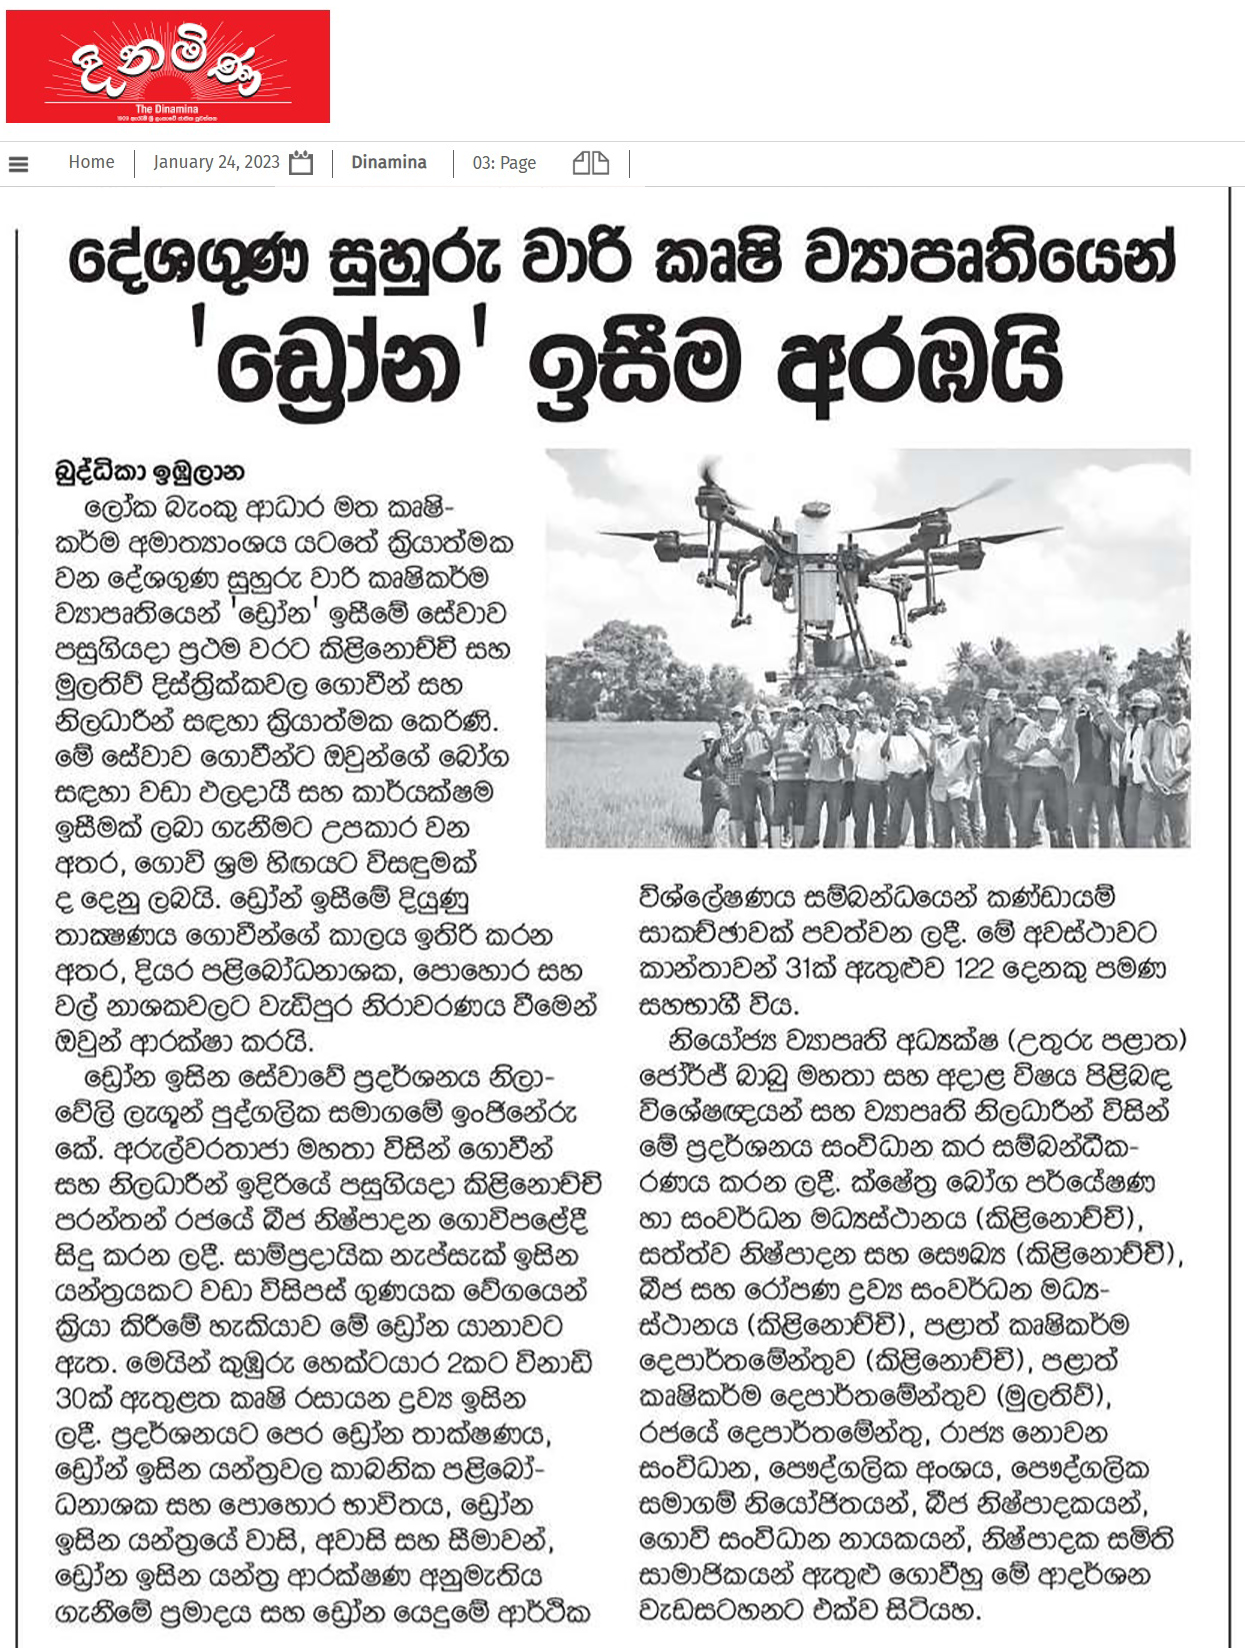 දිනමිණ
The Dinamina
Home
January 24, 2023
Dinamina
03: Page
දේශගුණ සුහුරු වාරි කෘෂි ව්‍යාපෘතියෙන්
'ඩ්‍රෝන' ඉසීම අරඹයි
බුද්ධිකා ඉඹුලාන
ලෝක බැංකු ආධාර මත කෘෂි-
කර්ම අමාත්‍යාංශය යටතේ ක්‍රියාත්මක
වන දේශගුණ සුහුරු වාරි කෘෂිකර්ම
ව්‍යාපෘතියෙන් 'ඩ්‍රෝන' ඉසීමේ සේවාව
පසුගියදා ප්‍රථම වරට කිළිනොච්චි සහ
මුලතිව් දිස්ත්‍රික්කවල ගොවීන් සහ
නිලධාරීන් සඳහා ක්‍රියාත්මක කෙරිණි.
මේ සේවාව ගොවීන්ට ඔවුන්ගේ බෝග
සඳහා වඩා ඵලදායී සහ කාර්යක්ෂම
ඉසීමක් ලබා ගැනීමට උපකාර වන
අතර, ගොවි ශ්‍රම හිඟයට විසඳුමක්
ද දෙනු ලබයි. ඩ්‍රෝන් ඉසීමේ දියුණු
තාක්‍ෂණය ගොවීන්ගේ කාලය ඉතිරි කරන
අතර, දියර පළිබෝධනාශක, පොහොර සහ
වල් නාශකවලට වැඩිපුර නිරාවරණය වීමෙන්
ඔවුන් ආරක්ෂා කරයි.
ඩ්‍රෝන ඉසින සේවාවේ ප්‍රදර්ශනය නිලා-
වේලි ලැගූන් පුද්ගලික සමාගමේ ඉංජිනේරු
කේ. අරුල්වරතාජා මහතා විසින් ගොවීන්
සහ නිලධාරීන් ඉදිරියේ පසුගියදා කිළිනොච්චි
පරන්තන් රජයේ බීජ නිෂ්පාදන ගොවිපළේදී
සිදු කරන ලදී. සාම්ප්‍රදායික නැප්සැක් ඉසින
යන්ත්‍රයකට වඩා විසිපස් ගුණයක වේගයෙන්
ක්‍රියා කිරීමේ හැකියාව මේ ඩ්‍රෝන යානාවට
ඇත. මෙයින් කුඹුරු හෙක්ටයාර 2කට විනාඩි
30ක් ඇතුළත කෘෂි රසායන ද්‍රව්‍ය ඉසින
ලදී. ප්‍රදර්ශනයට පෙර ඩ්‍රෝන තාක්ෂණය,
ඩ්‍රෝන් ඉසින යන්ත්‍රවල කාබනික පළිබෝ-
ධනාශක සහ පොහොර භාවිතය, ඩ්‍රෝන
ඉසින යන්ත්‍රයේ වාසි, අවාසි සහ සීමාවන්,
ඩ්‍රෝන ඉසින යන්ත්‍ර ආරක්ෂණ අනුමැතිය
ගැනීමේ ප්‍රමාදය සහ ඩ්‍රෝන යෙදුමේ ආර්ථික
විශ්ලේෂණය සම්බන්ධයෙන් කණ්ඩායම්
සාකච්ඡාවක් පවත්වන ලදී. මේ අවස්ථාවට
කාන්තාවන් 31ක් ඇතුළුව 122 දෙනකු පමණ
සහභාගී විය.
නියෝජ්‍ය ව්‍යාපෘති අධ්‍යක්ෂ (උතුරු පළාත)
ජෝර්ජ් බාබු මහතා සහ අදාළ විෂය පිළිබඳ
විශේෂඥයන් සහ ව්‍යාපෘති නිලධාරීන් විසින්
මේ ප්‍රදර්ශනය සංවිධාන කර සම්බන්ධීක-
රණය කරන ලදී. ක්ෂේත්‍ර බෝග පර්යේෂණ
හා සංවර්ධන මධ්‍යස්ථානය (කිළිනොච්චි),
සත්ත්ව නිෂ්පාදන සහ සෞඛ්‍ය (කිළිනොච්චි),
බීජ සහ රෝපණ ද්‍රව්‍ය සංවර්ධන මධ්‍ය-
ස්ථානය (කිළිනොච්චි), පළාත් කෘෂිකර්ම
දෙපාර්තමේන්තුව (කිළිනොච්චි), පළාත්
කෘෂිකර්ම දෙපාර්තමේන්තුව (මුලතිව්),
රජයේ දෙපාර්තමේන්තු, රාජ්‍ය නොවන
සංවිධාන, පෞද්ගලික අංශය, පෞද්ගලික
සමාගම් නියෝජිතයන්, බීජ නිෂ්පාදකයන්,
ගොවි සංවිධාන නායකයන්, නිෂ්පාදක සමිති
සාමාජිකයන් ඇතුළු ගොවීහු මේ ආදර්ශන
වැඩසටහනට එක්ව සිටියහ.